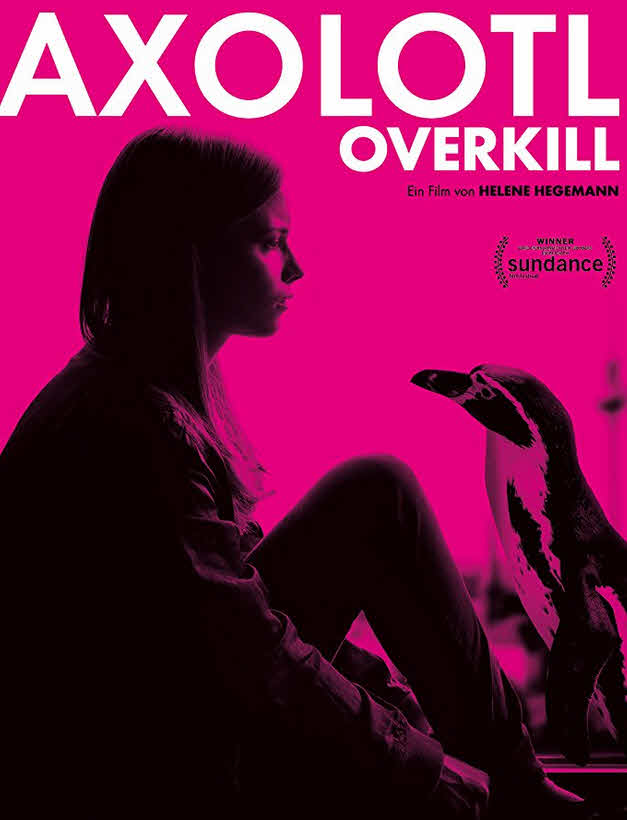 AXOLOTL
OVERKILL
Ein Film von HELENE HEGEMANN
WINNER
sundance